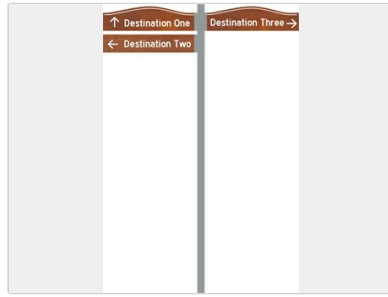 ↑ Destination One
← Destination Two
Destination Three →